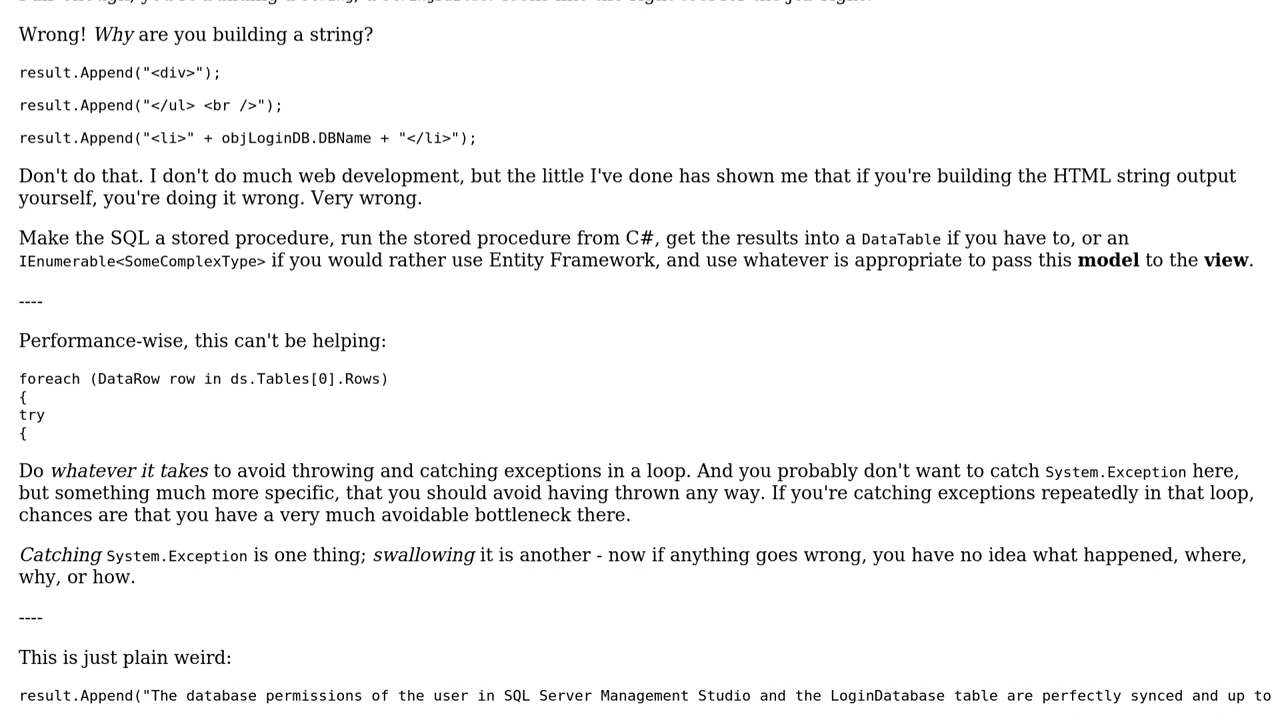 Wrong! Why are you building a string?
result.Append("<div>");
result.Append("</ul> <br />");
result.Append("<li>" + objLoginDB.DBName + "</li>");
Don't do that. I don't do much web development, but the little I've done has shown me that if you're building the HTML string output
yourself, you're doing it wrong. Very wrong.
Make the SQL a stored procedure, run the stored procedure from C#, get the results into a DataTable if you have to, or an
IEnumerable<SomeComplexType> if you would rather use Entity Framework, and use whatever is appropriate to pass this model to the view.
----
Performance-wise, this can't be helping:
foreach (DataRow row in ds.Tables[0].Rows)
{
try
{
Do whatever it takes to avoid throwing and catching exceptions in a loop. And you probably don't want to catch System.Exception here,
but something much more specific, that you should avoid having thrown any way. If you're catching exceptions repeatedly in that loop,
chances are that you have a very much avoidable bottleneck there.
Catching System.Exception is one thing; swallowing it is another - now if anything goes wrong, you have no idea what happened, where,
why, or how.
----
This is just plain weird:
result.Append("The database permissions of the user in SQL Server Management Studio and the LoginDatabase table are perfectly synced and up to